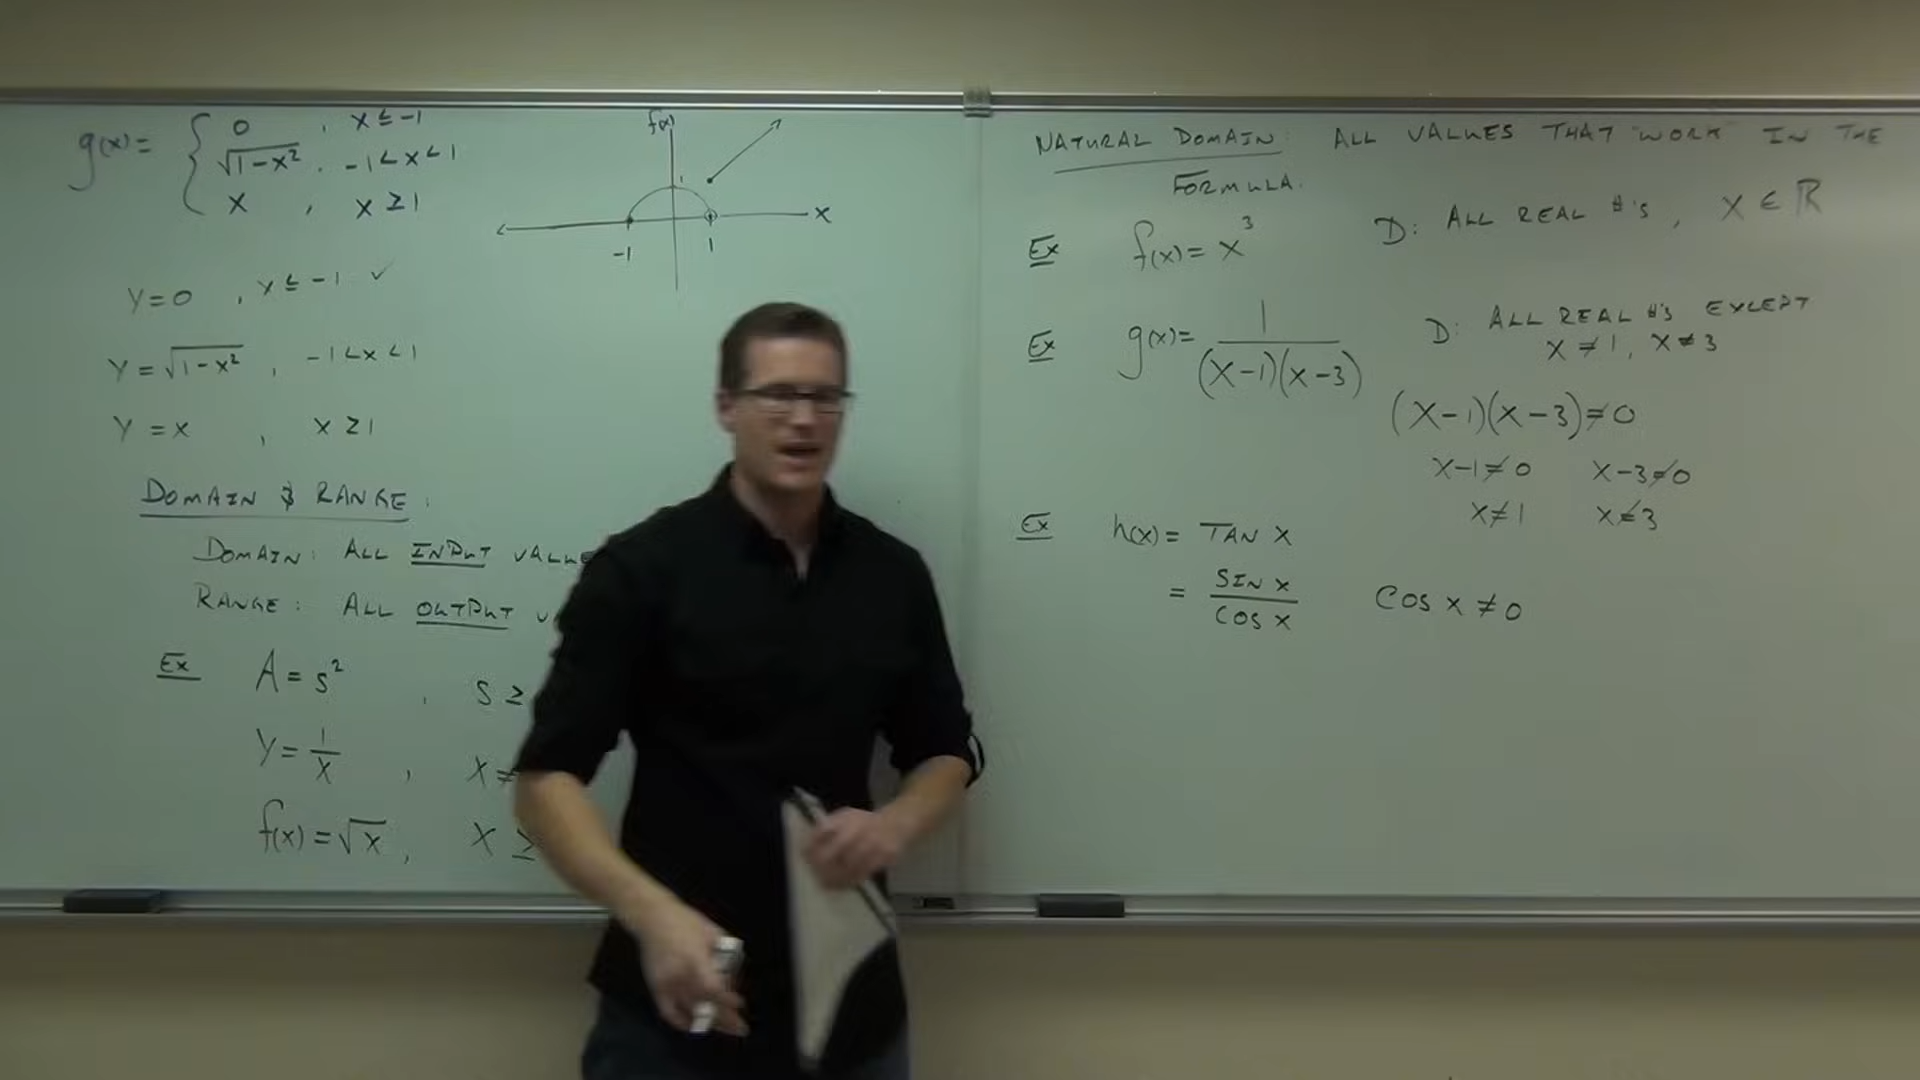 g(x) = { 0 , x ≤ -1
√1-x² , -1 < x < 1
x , x ≥ 1
f(x)
1
x
-1 1
y = 0 , x ≤ -1 ✓
y = √1-x² , -1 < x < 1
y = x , x ≥ 1
DOMAIN & RANGE :
DOMAIN : ALL INPUT
RANGE : ALL OUTPUT
Ex A = s² , s ≥
y = 1/x , x ≠
f(x) = √x , x ≥
NATURAL DOMAIN : ALL VALUES THAT "WORK" IN THE
FORMULA.
Ex f(x) = x³ D: ALL REAL #'s , x ∈ ℝ
Ex g(x) = 1/(x-1)(x-3) D: ALL REAL #'s EXCEPT
x ≠ 1, x ≠ 3
(x-1)(x-3) ≠ 0
x-1 ≠ 0 x-3 ≠ 0
x ≠ 1 x ≠ 3
Ex h(x) = TAN x
= SIN x / COS x COS x ≠ 0